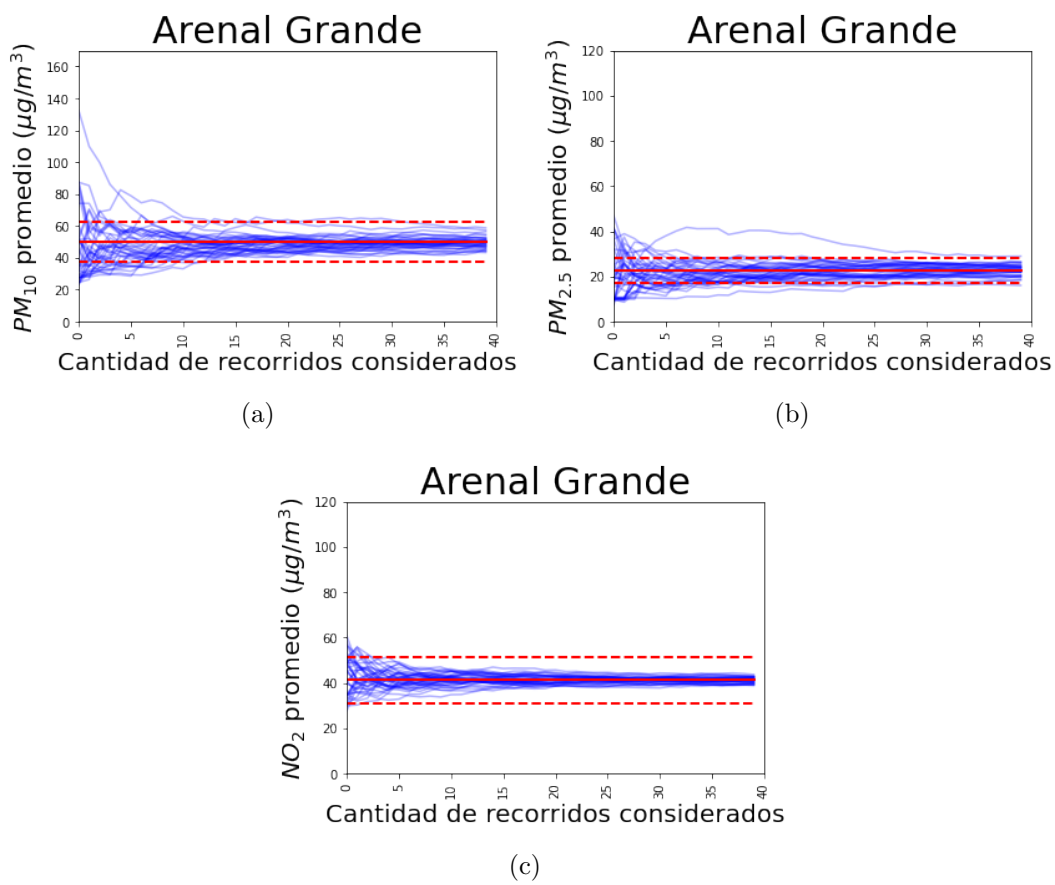 Arenal Grande
PM10 promedio (μg/m3)
160
140
120
100
80
60
40
20
0
0 5 10 15 20 25 30 35 40
Cantidad de recorridos considerados
(a)
Arenal Grande
PM2.5 promedio (μg/m3)
120
100
80
60
40
20
0
0 5 10 15 20 25 30 35 40
Cantidad de recorridos considerados
(b)
Arenal Grande
NO2 promedio (μg/m3)
120
100
80
60
40
20
0
0 5 10 15 20 25 30 35 40
Cantidad de recorridos considerados
(c)